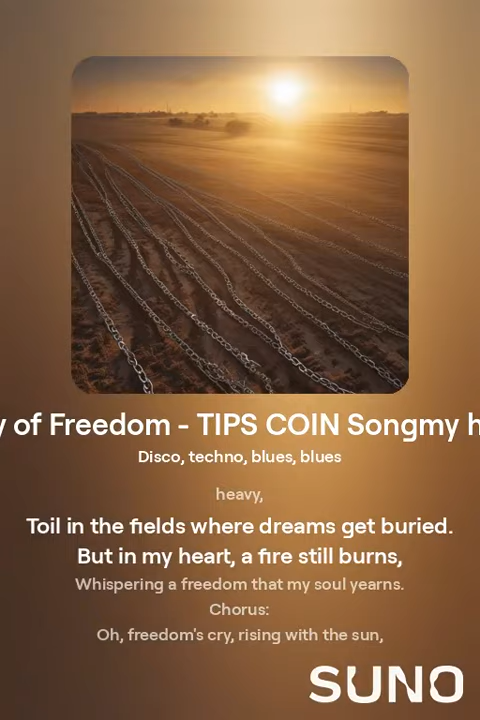 y of Freedom - TIPS COIN Songmy h
Disco, techno, blues, blues
heavy,
Toil in the fields where dreams get buried.
But in my heart, a fire still burns,
Whispering a freedom that my soul yearns.
Chorus:
Oh, freedom's cry, rising with the sun,
SUNO